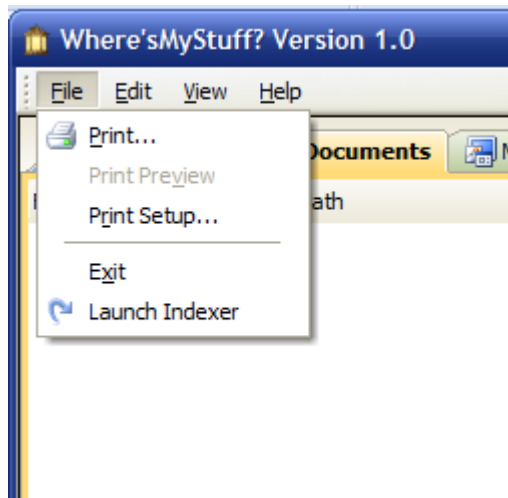 Where'sMyStuff? Version 1.0
File Edit View Help
Print...
Documents
Print Preview
ath
Print Setup...
Exit
Launch Indexer